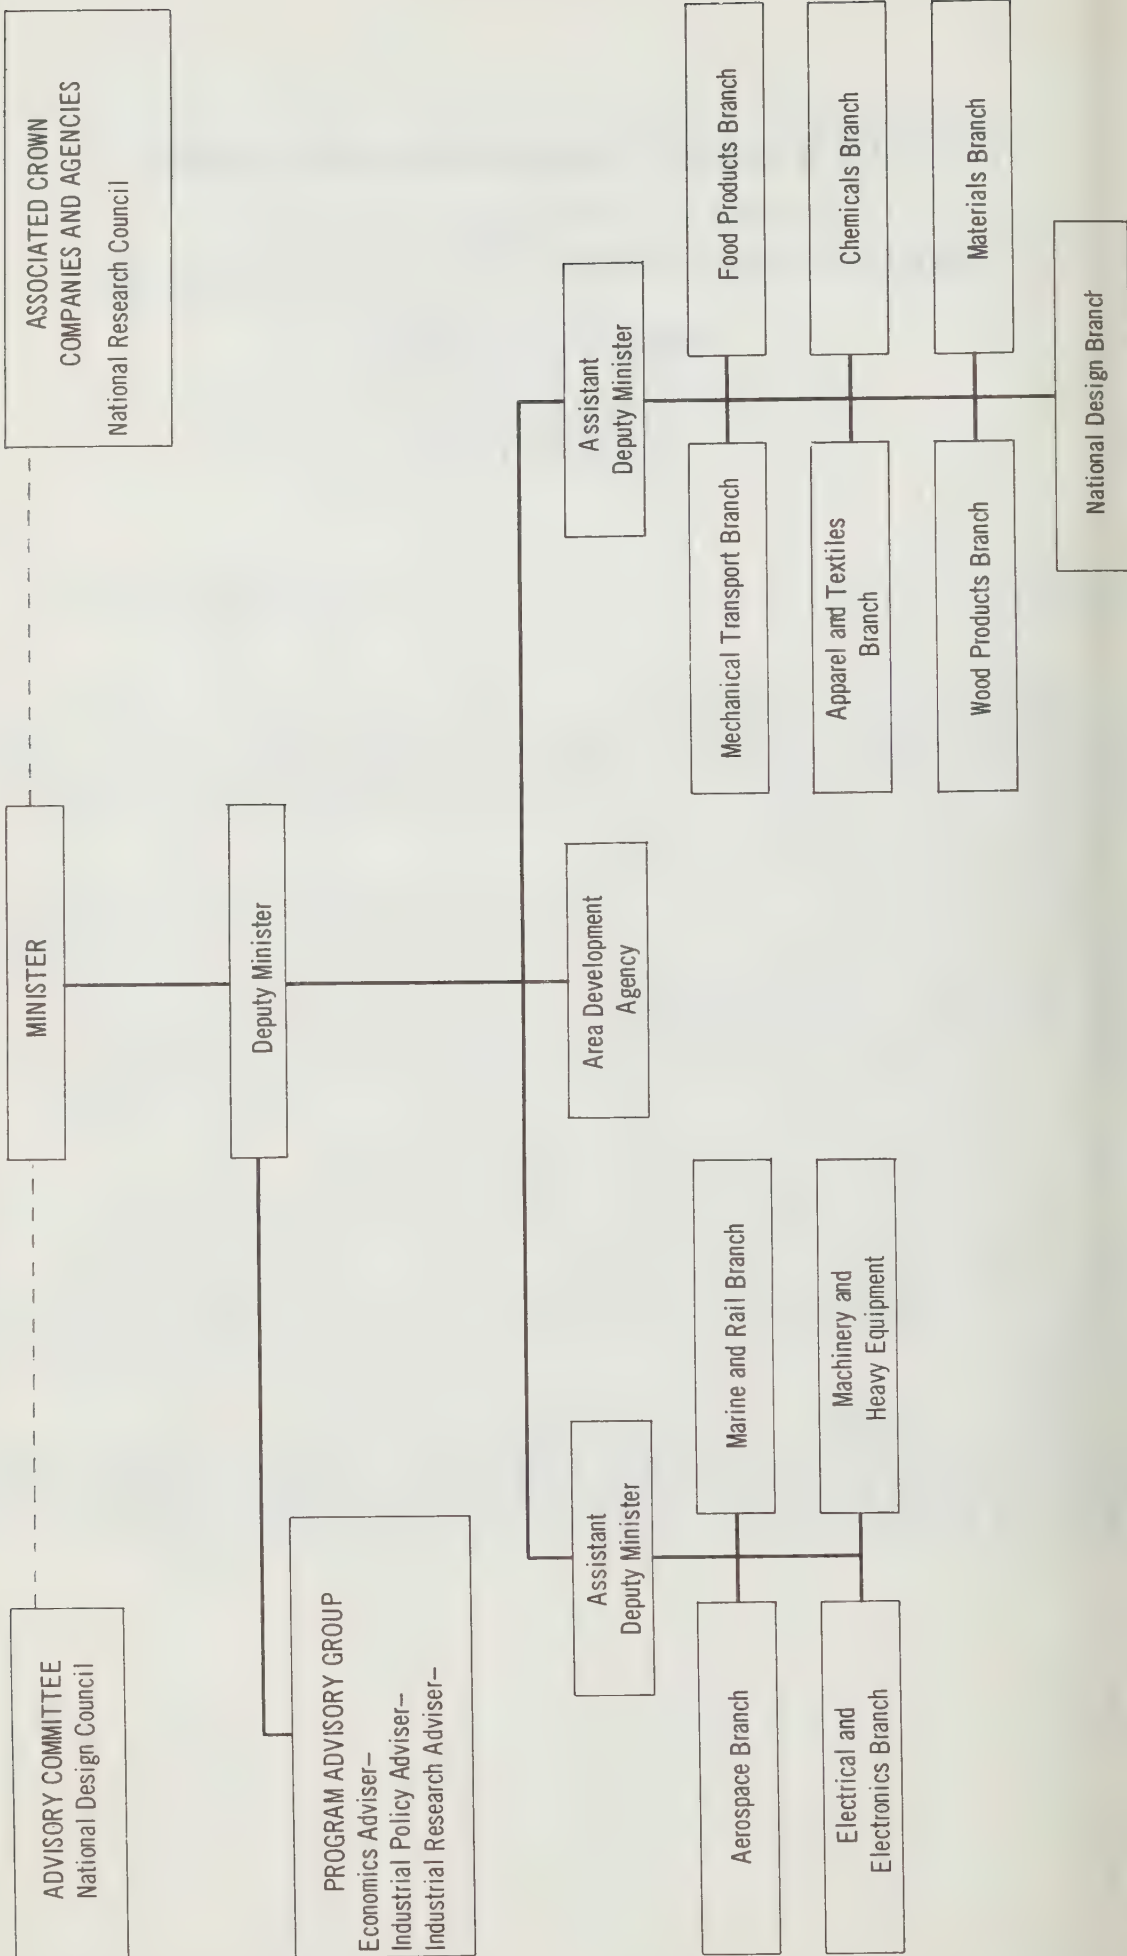 ADVISORY COMMITTEE
National Design Council
MINISTER
ASSOCIATED CROWN
COMPANIES AND AGENCIES
National Research Council
Deputy Minister
PROGRAM ADVISORY GROUP
Economics Adviser—
Industrial Policy Adviser—
Industrial Research Adviser—
Assistant
Deputy Minister
Area Development
Agency
Assistant
Deputy Minister
Aerospace Branch
Marine and Rail Branch
Electrical and
Electronics Branch
Machinery and
Heavy Equipment
Mechanical Transport Branch
Food Products Branch
Apparel and Textiles
Branch
Chemicals Branch
Wood Products Branch
Materials Branch
National Design Branch